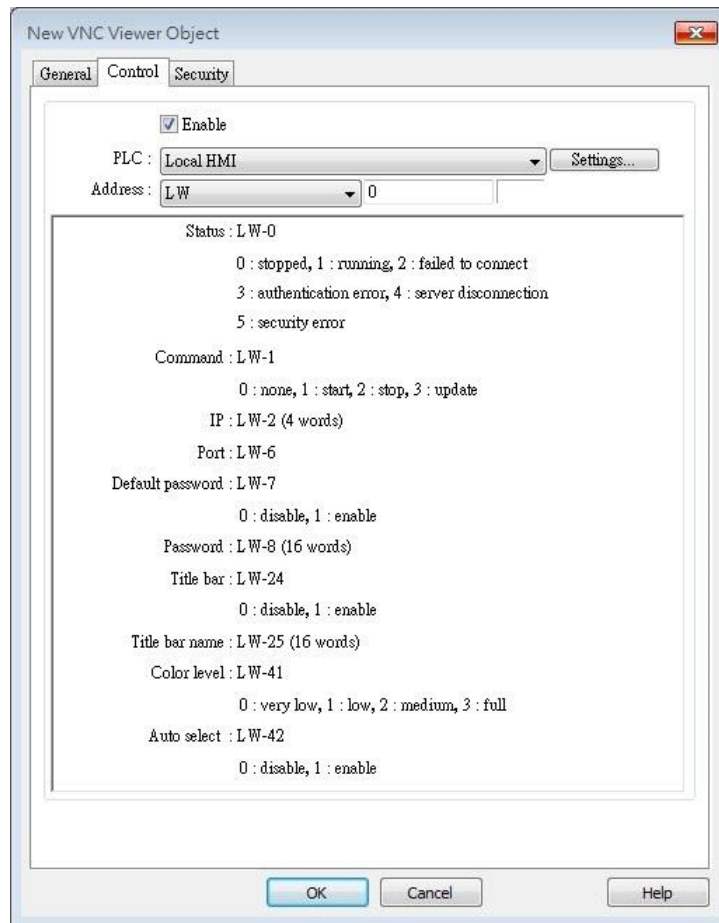 New VNC Viewer Object
General Control Security
Enable
PLC : Local HMI Settings...
Address : LW 0
Status : LW-0
0 : stopped, 1 : running, 2 : failed to connect
3 : authentication error, 4 : server disconnection
5 : security error
Command : LW-1
0 : none, 1 : start, 2 : stop, 3 : update
IP : LW-2 (4 words)
Port : LW-6
Default password : LW-7
0 : disable, 1 : enable
Password : LW-8 (16 words)
Title bar : LW-24
0 : disable, 1 : enable
Title bar name : LW-25 (16 words)
Color level : LW-41
0 : very low, 1 : low, 2 : medium, 3 : full
Auto select : LW-42
0 : disable, 1 : enable
OK Cancel Help